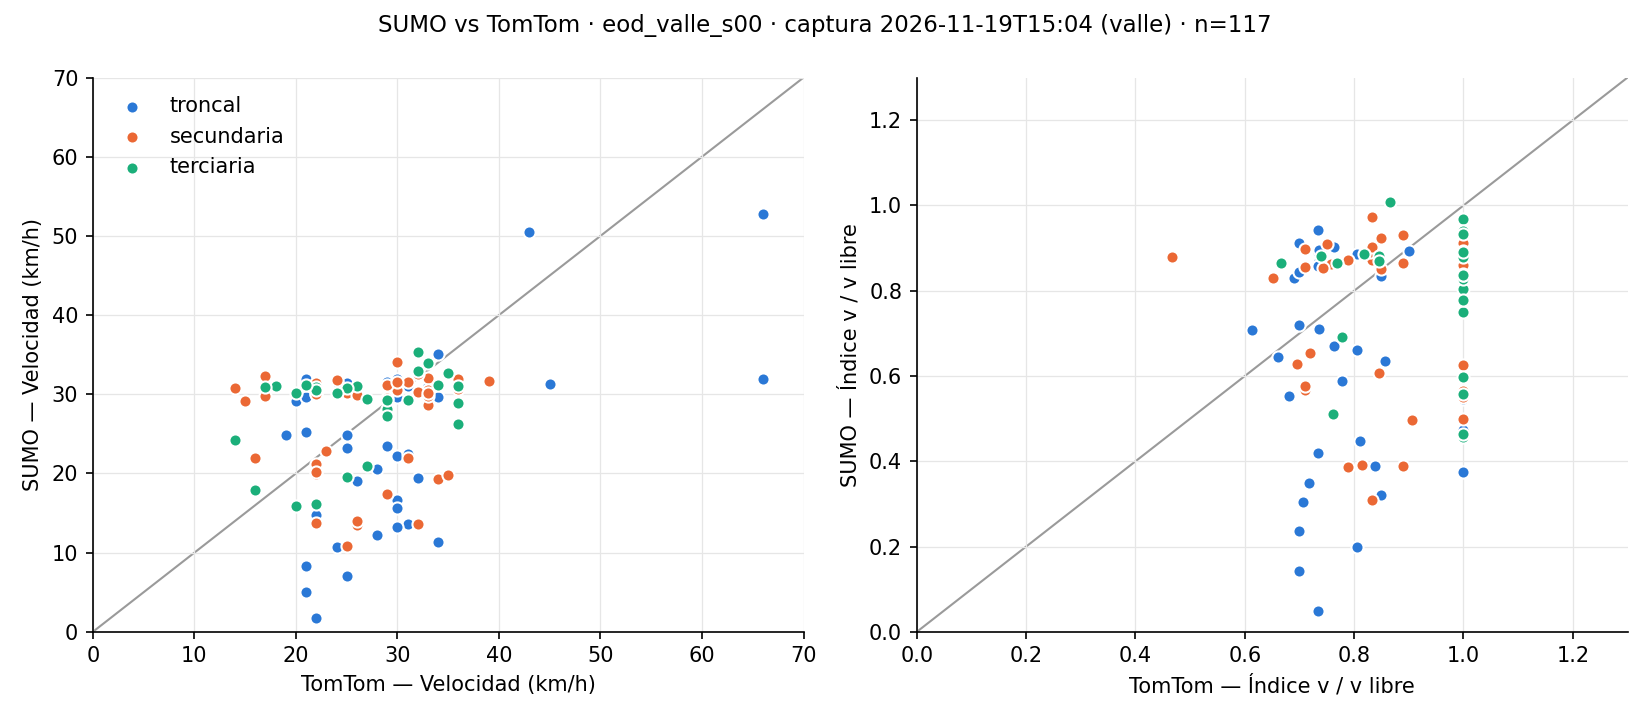 SUMO vs TomTom · eod_valle_s00 · captura 2026-11-19T15:04 (valle) · n=117
70
60
50
40
30
20
10
0
SUMO — Velocidad (km/h)
troncal
secundaria
terciaria
0 10 20 30 40 50 60 70
TomTom — Velocidad (km/h)
1.2
1.0
0.8
0.6
0.4
0.2
0.0
SUMO — Índice v / v libre
0.0 0.2 0.4 0.6 0.8 1.0 1.2
TomTom — Índice v / v libre